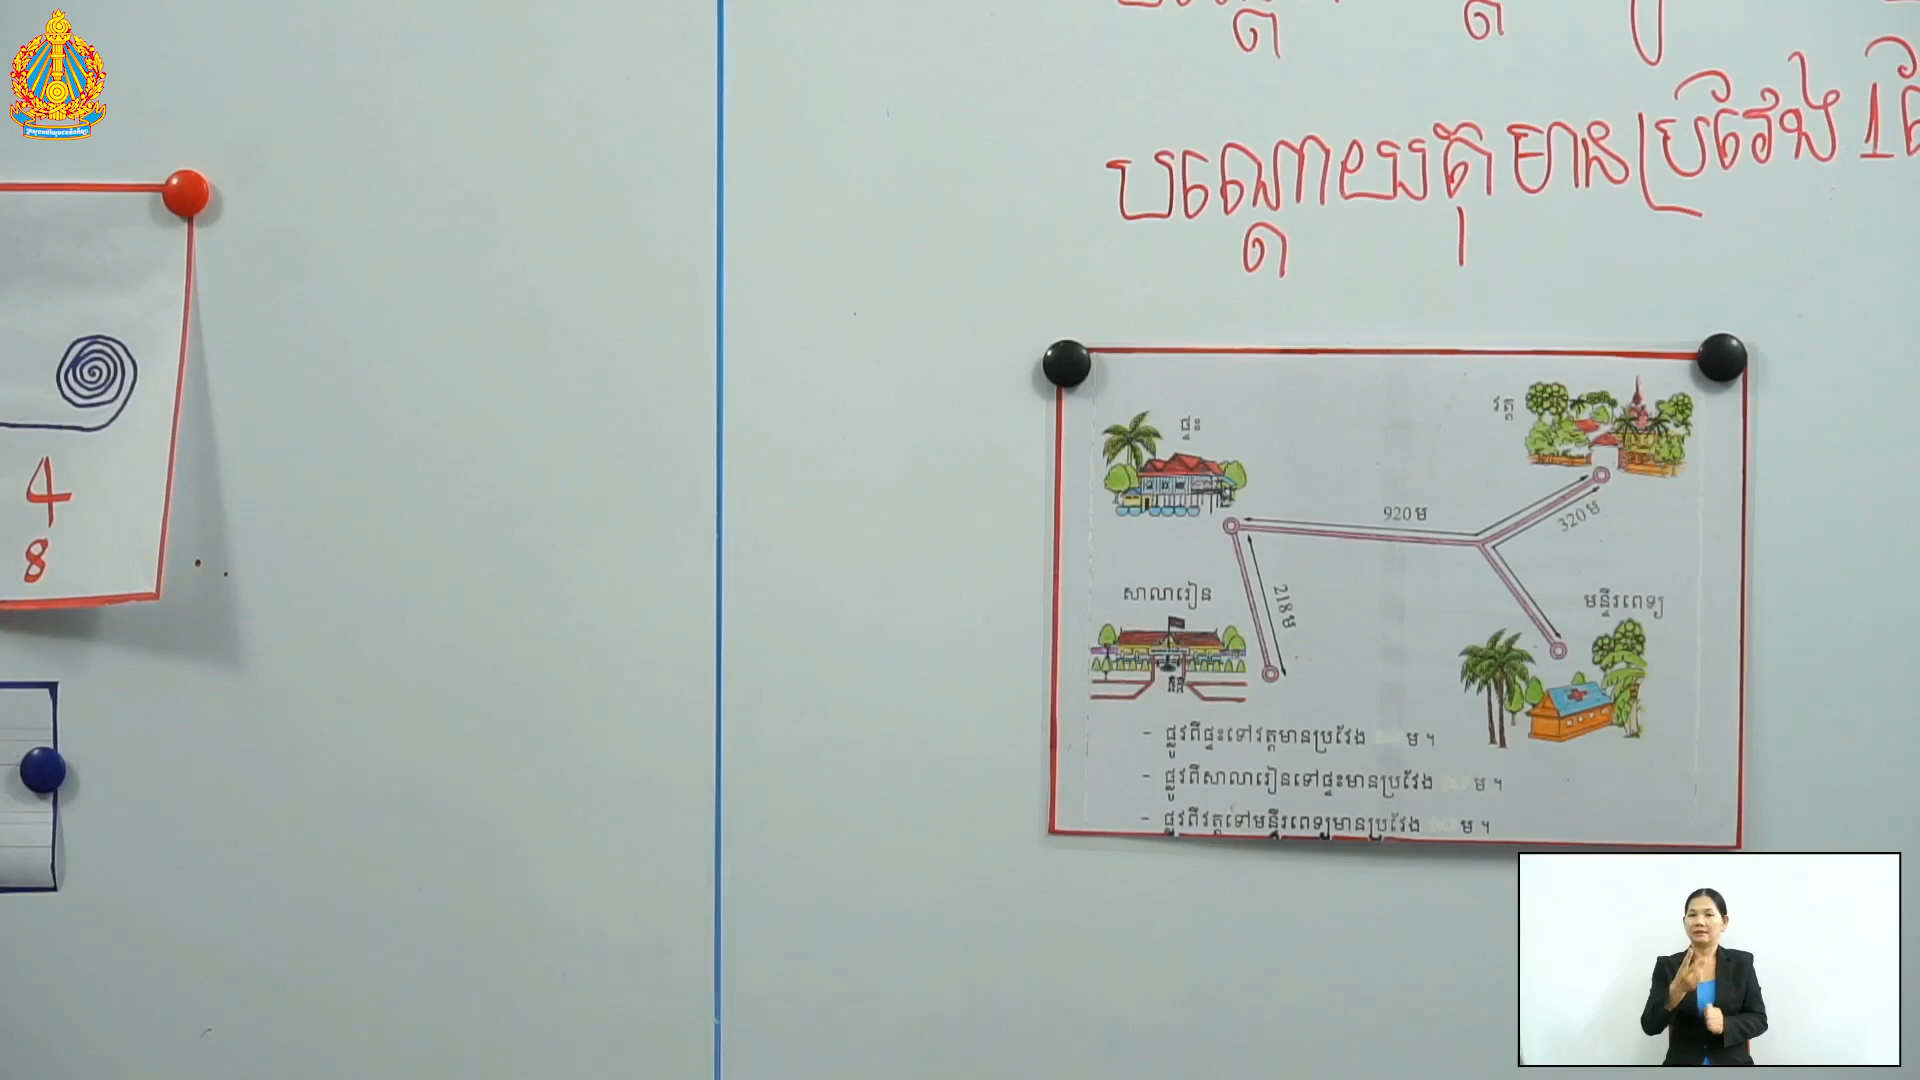 បណ្ដោយតុមានប្រវែង 1
4
8
ផ្ទះ
វត្ត
920 ម
320 ម
218 ម
សាលារៀន
មន្ទីរពេទ្យ
- ផ្លូវពីផ្ទះទៅវត្តមានប្រវែង ម ។
- ផ្លូវពីសាលារៀនទៅផ្ទះមានប្រវែង ម ។
- ផ្លូវពីវត្តទៅមន្ទីរពេទ្យមានប្រវែង ម ។